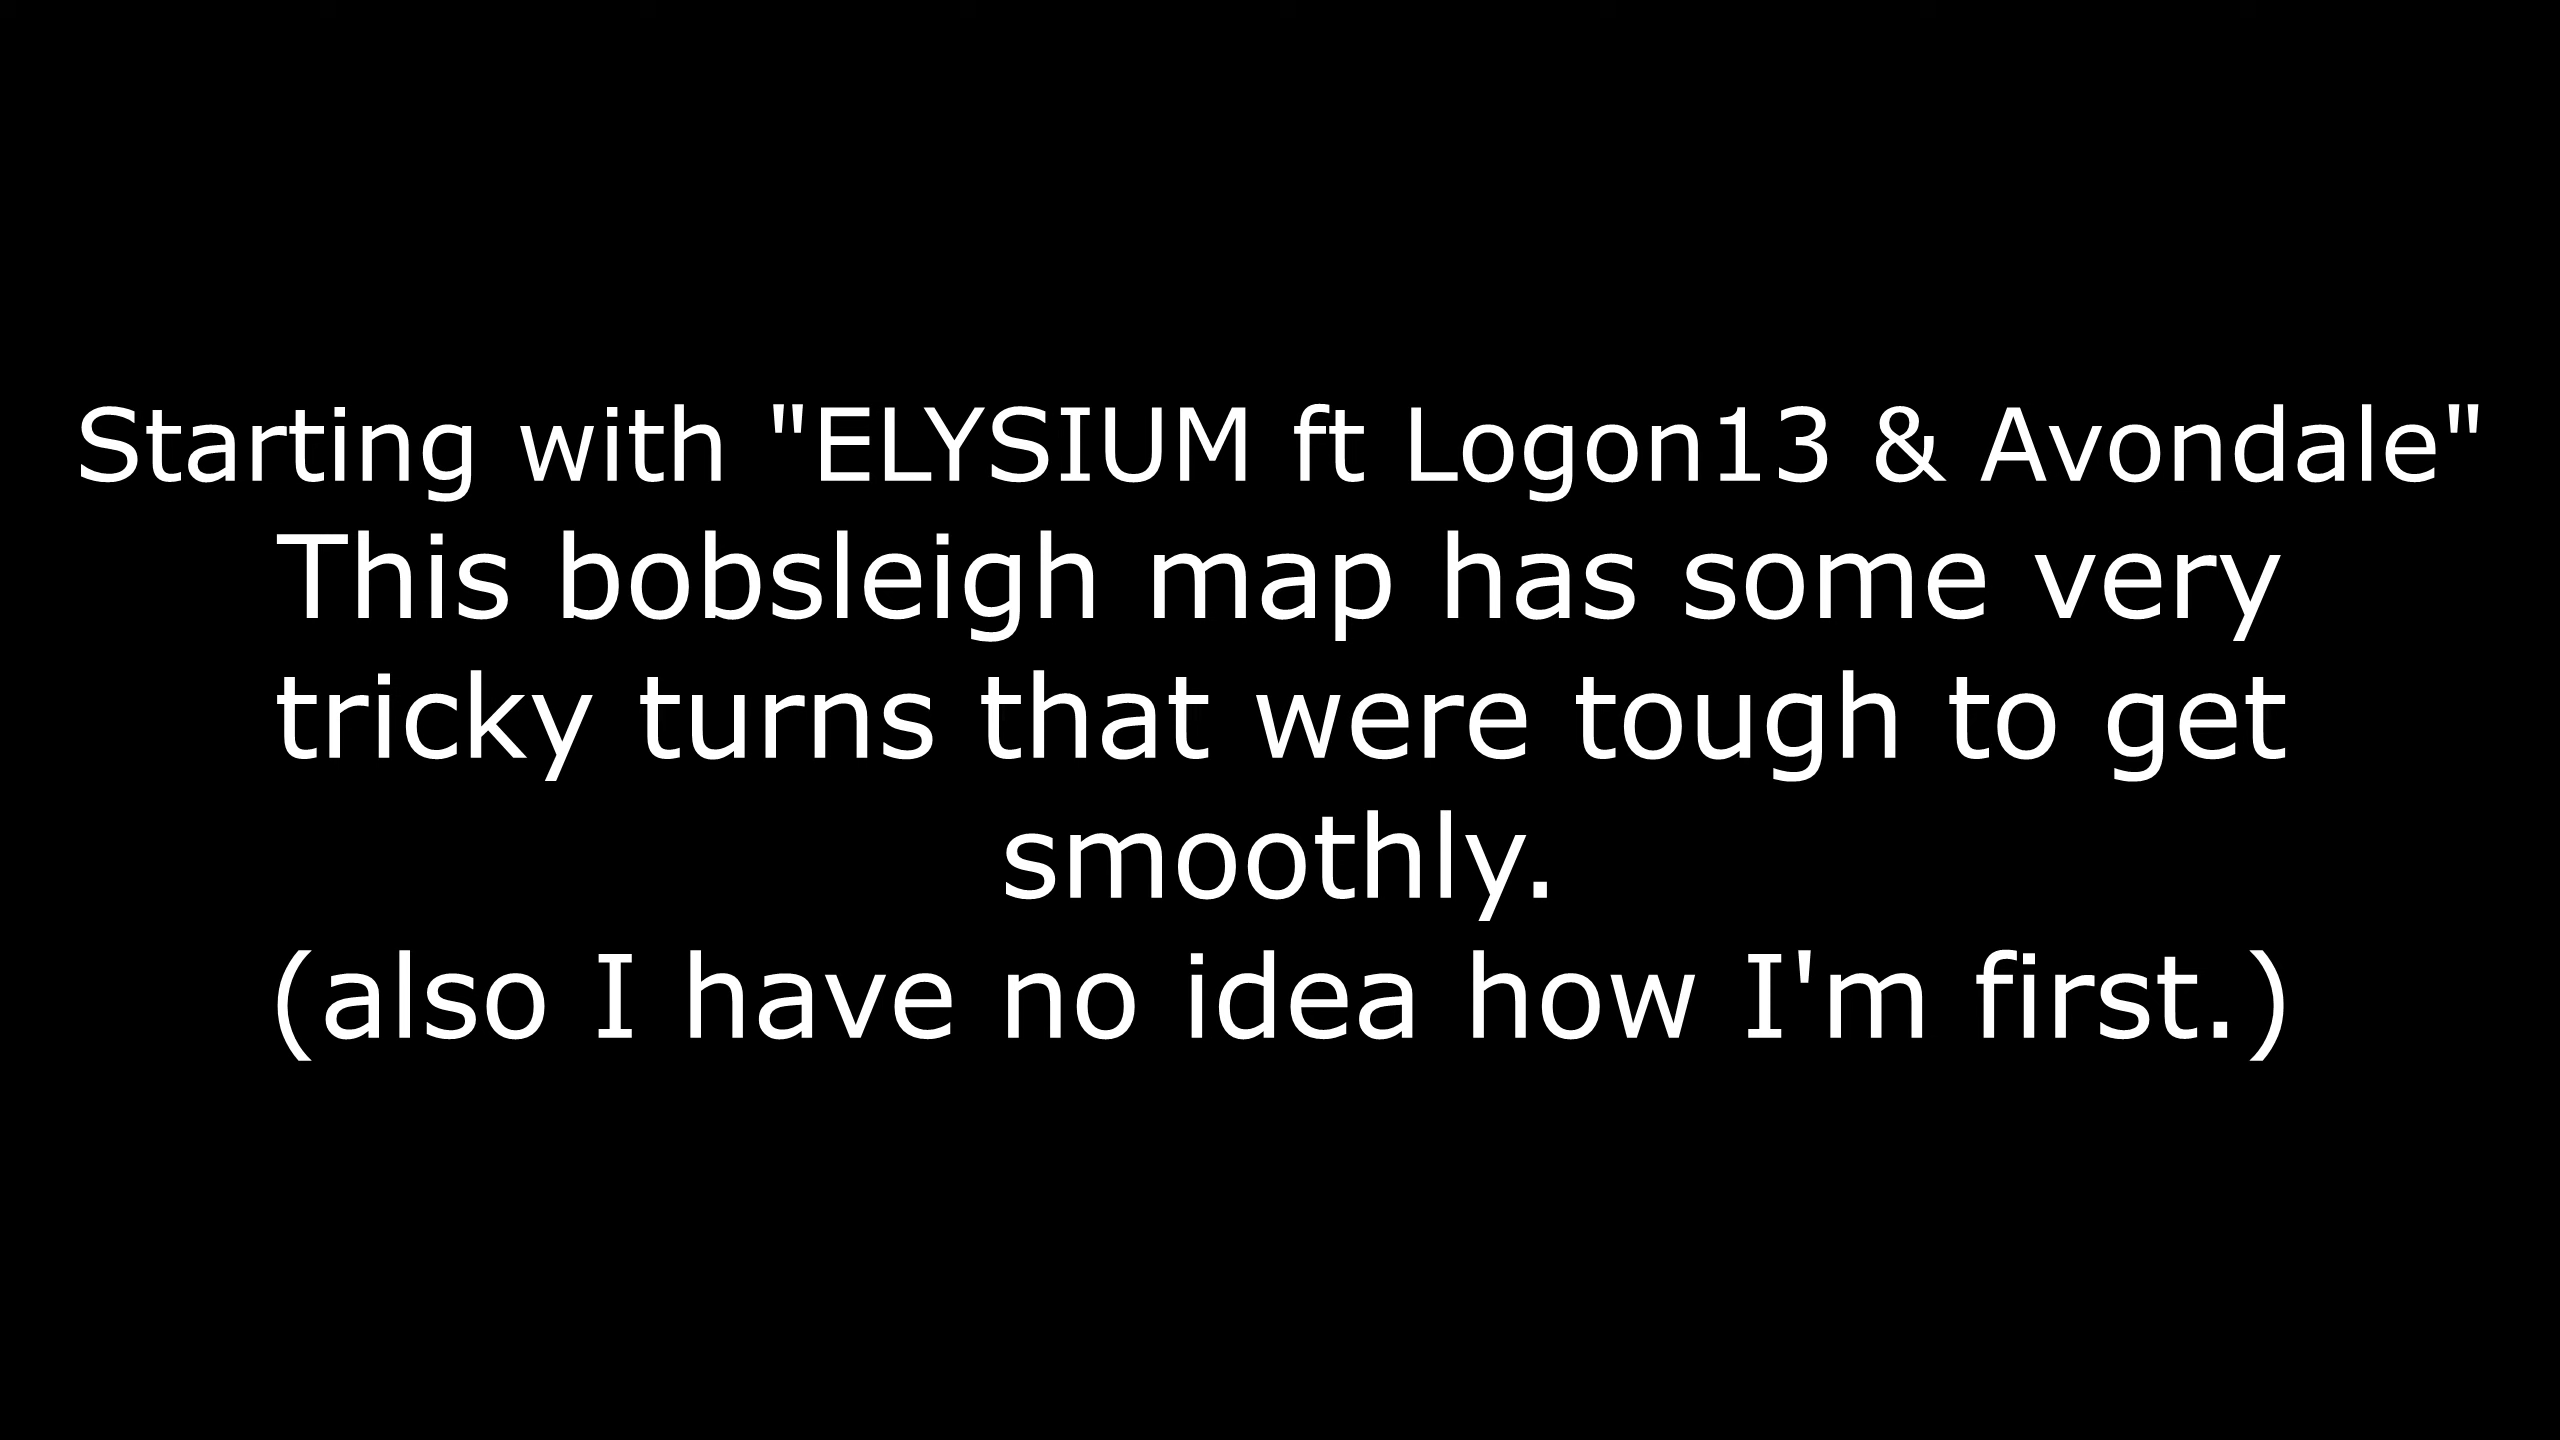 Starting with "ELYSIUM ft Logon13 & Avondale"
This bobsleigh map has some very
tricky turns that were tough to get
smoothly.
(also I have no idea how I'm first.)